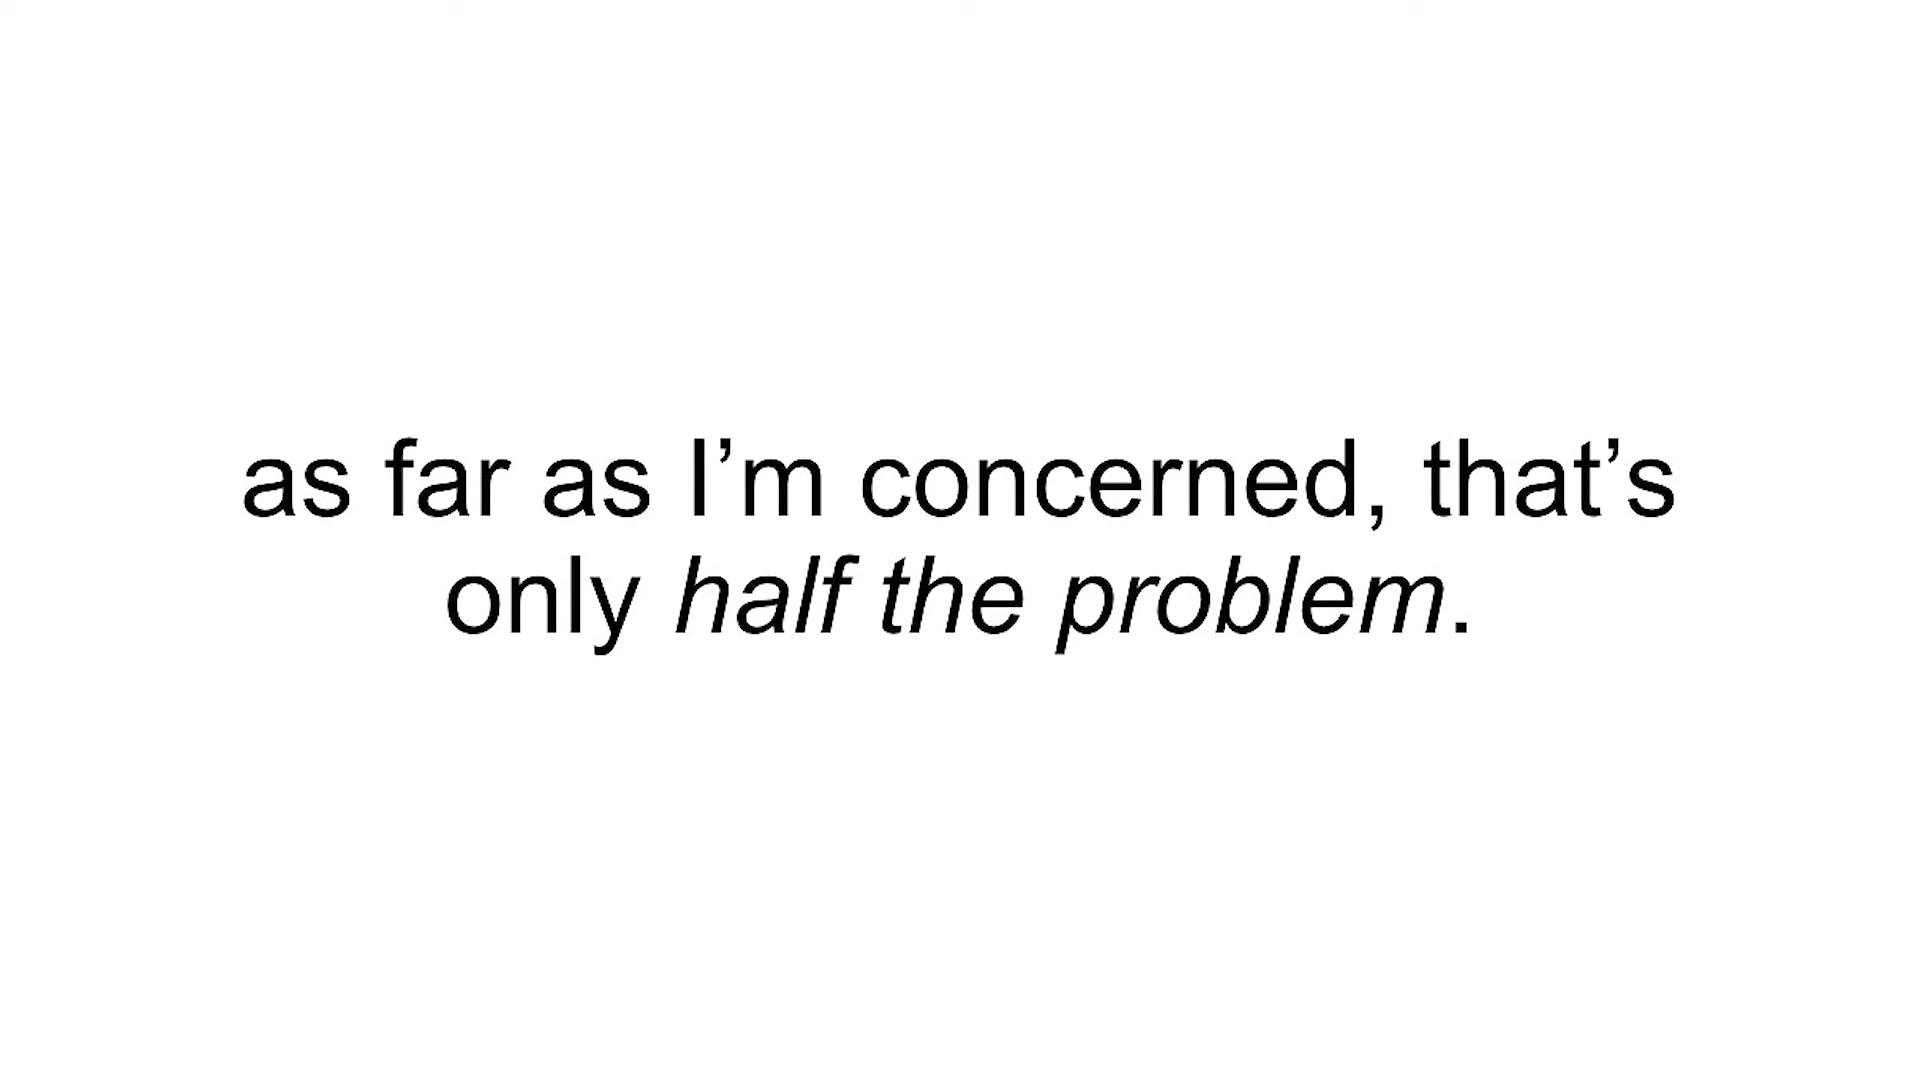 as far as I’m concerned, that’s
only half the problem.